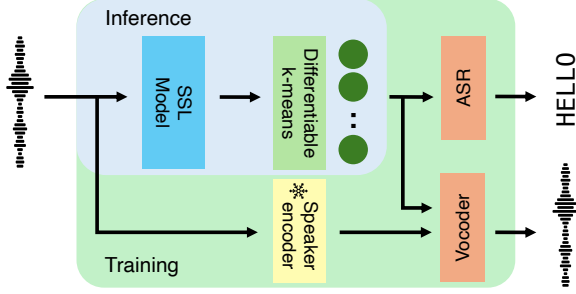 Inference
SSL
Model
Differentiable
k-means
ASR
HELLO
Speaker
encoder
Vocoder
Training